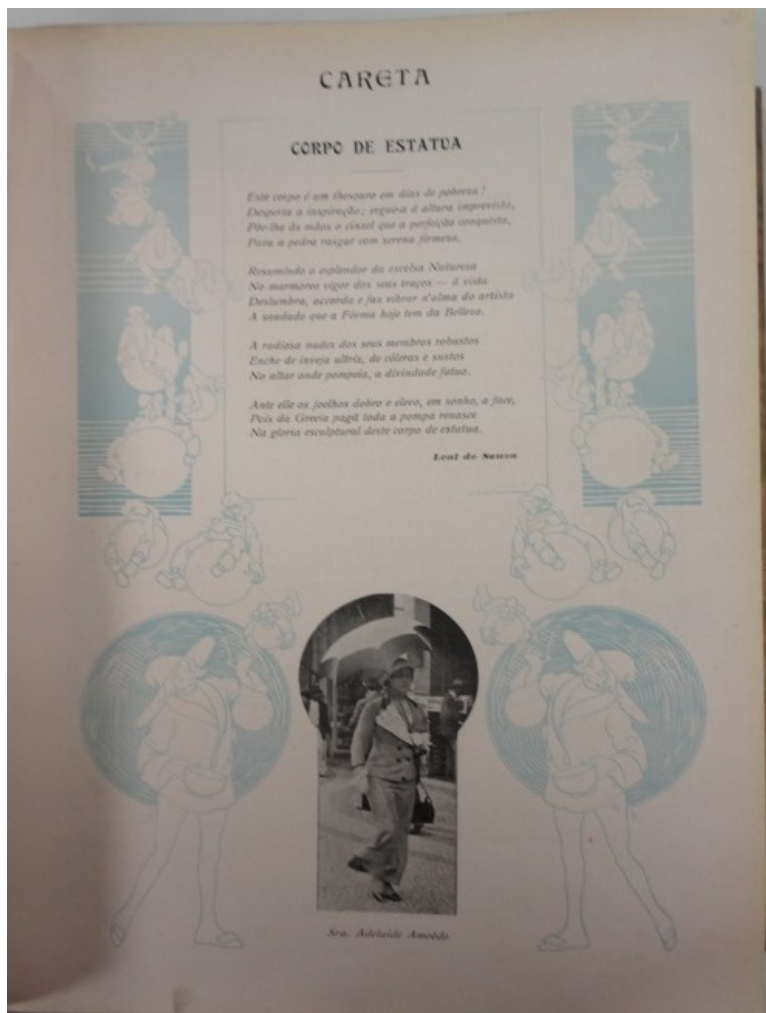 CARETA
CORPO DE ESTATUA
Este corpo é um thesouro em dias de pobreza!
Desperta a inspiração; ergue-a á altura imprevista,
Põe-lhe ás mãos o cinzel que a perfeição conquista,
Para a pedra rasgar com serena firmeza.
Resumindo o esplendor da excelsa Natureza
No marmoreo vigor dos seus traços — á vista
Deslumbra, accorda e faz vibrar n'alma do artista
A saudade que a Fórma hoje tem da Belleza.
A radiosa nudez dos seus membros robustos
Enche de inveja ultriz, de cóleras e sustos
No altar onde pompeia, a divindade fatua.
Ante elle os joelhos dobro e elevo, em sonho, a face,
Pois da Grecia pagã toda a pompa renasce
Na gloria esculptural deste corpo de estatua.
Leal de Souza
Sra. Adelaide Amoêdo